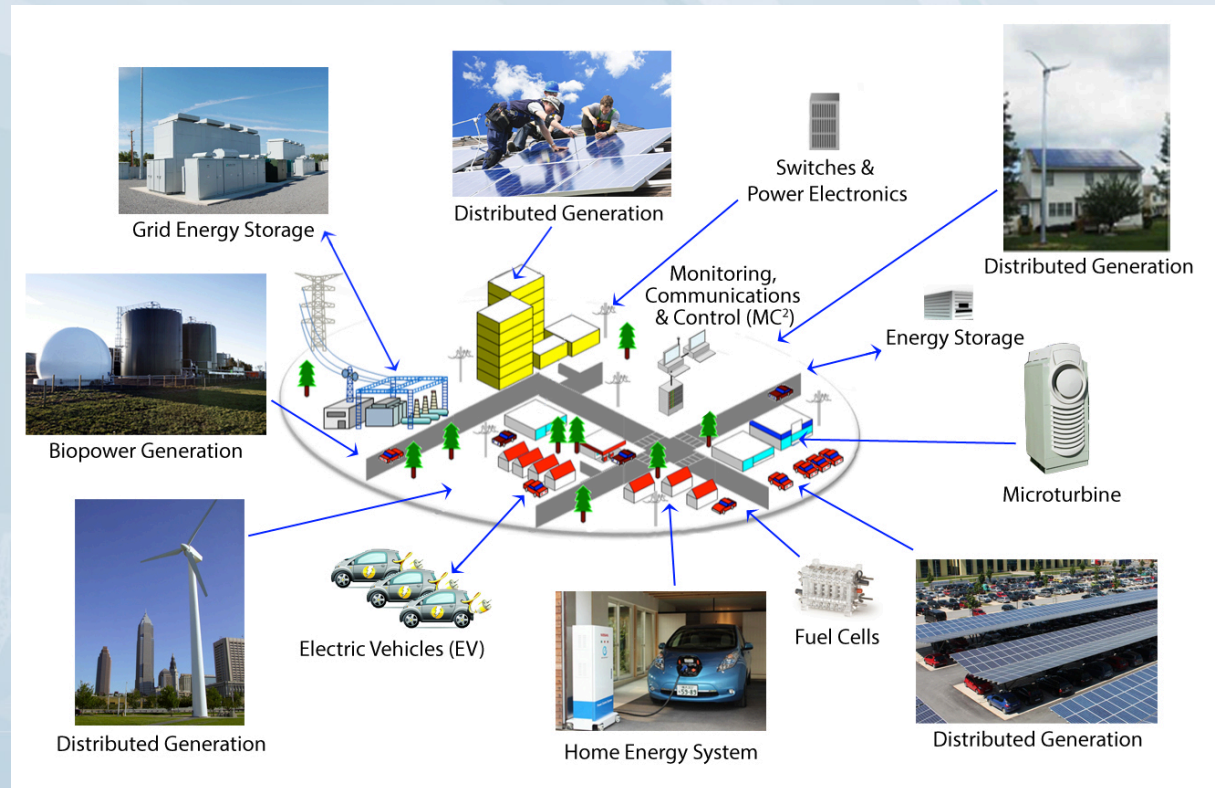 Grid Energy Storage
Distributed Generation
Switches &
Power Electronics
Distributed Generation
Monitoring,
Communications
& Control (MC²)
Energy Storage
Biopower Generation
Microturbine
Electric Vehicles (EV)
Fuel Cells
Distributed Generation
Home Energy System
Distributed Generation